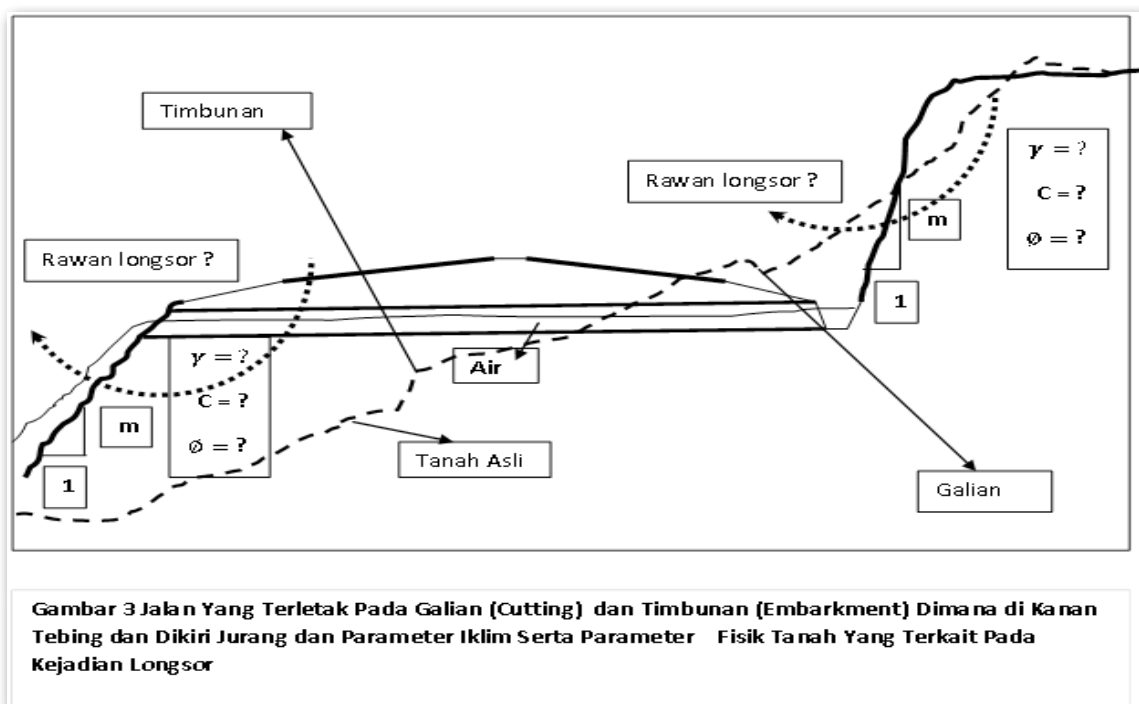 Timbunan
Rawan longsor ?
γ = ?
C = ?
ø = ?
m
1
Rawan longsor ?
γ = ?
C = ?
ø = ?
m
1
Air
Tanah Asli
Galian
Gambar 3 Jalan Yang Terletak Pada Galian (Cutting) dan Timbunan (Embarkment) Dimana di Kanan
Tebing dan Dikiri Jurang dan Parameter Iklim Serta Parameter Fisik Tanah Yang Terkait Pada
Kejadian Longsor